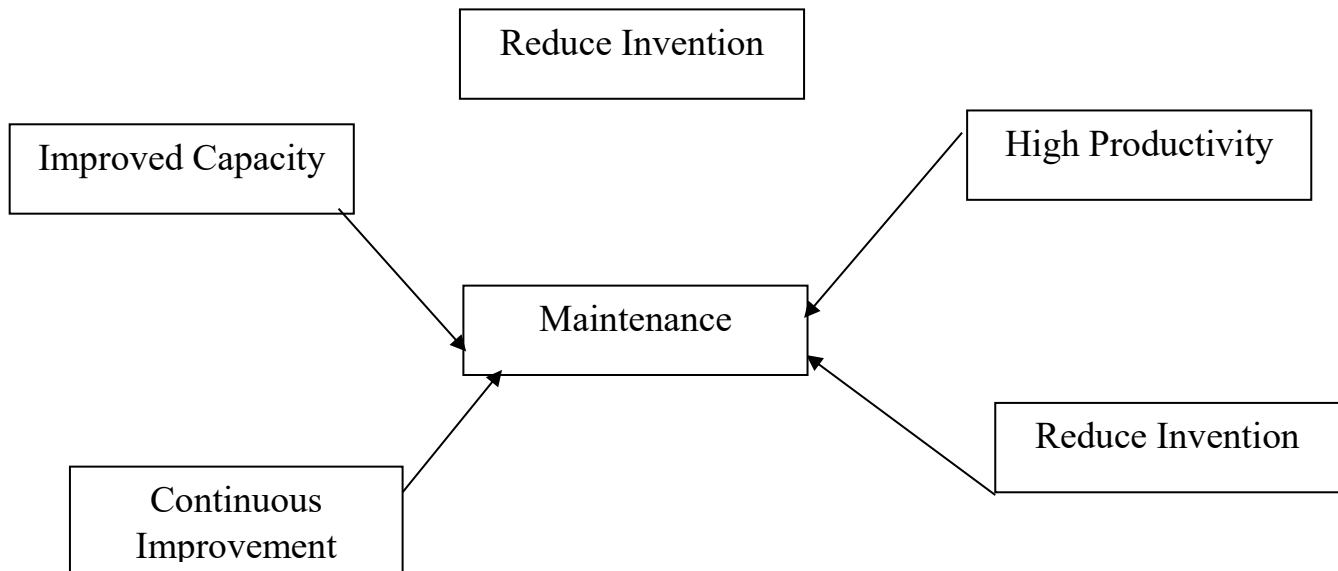 Reduce Invention
Improved Capacity
High Productivity
Maintenance
Reduce Invention
Continuous
Improvement